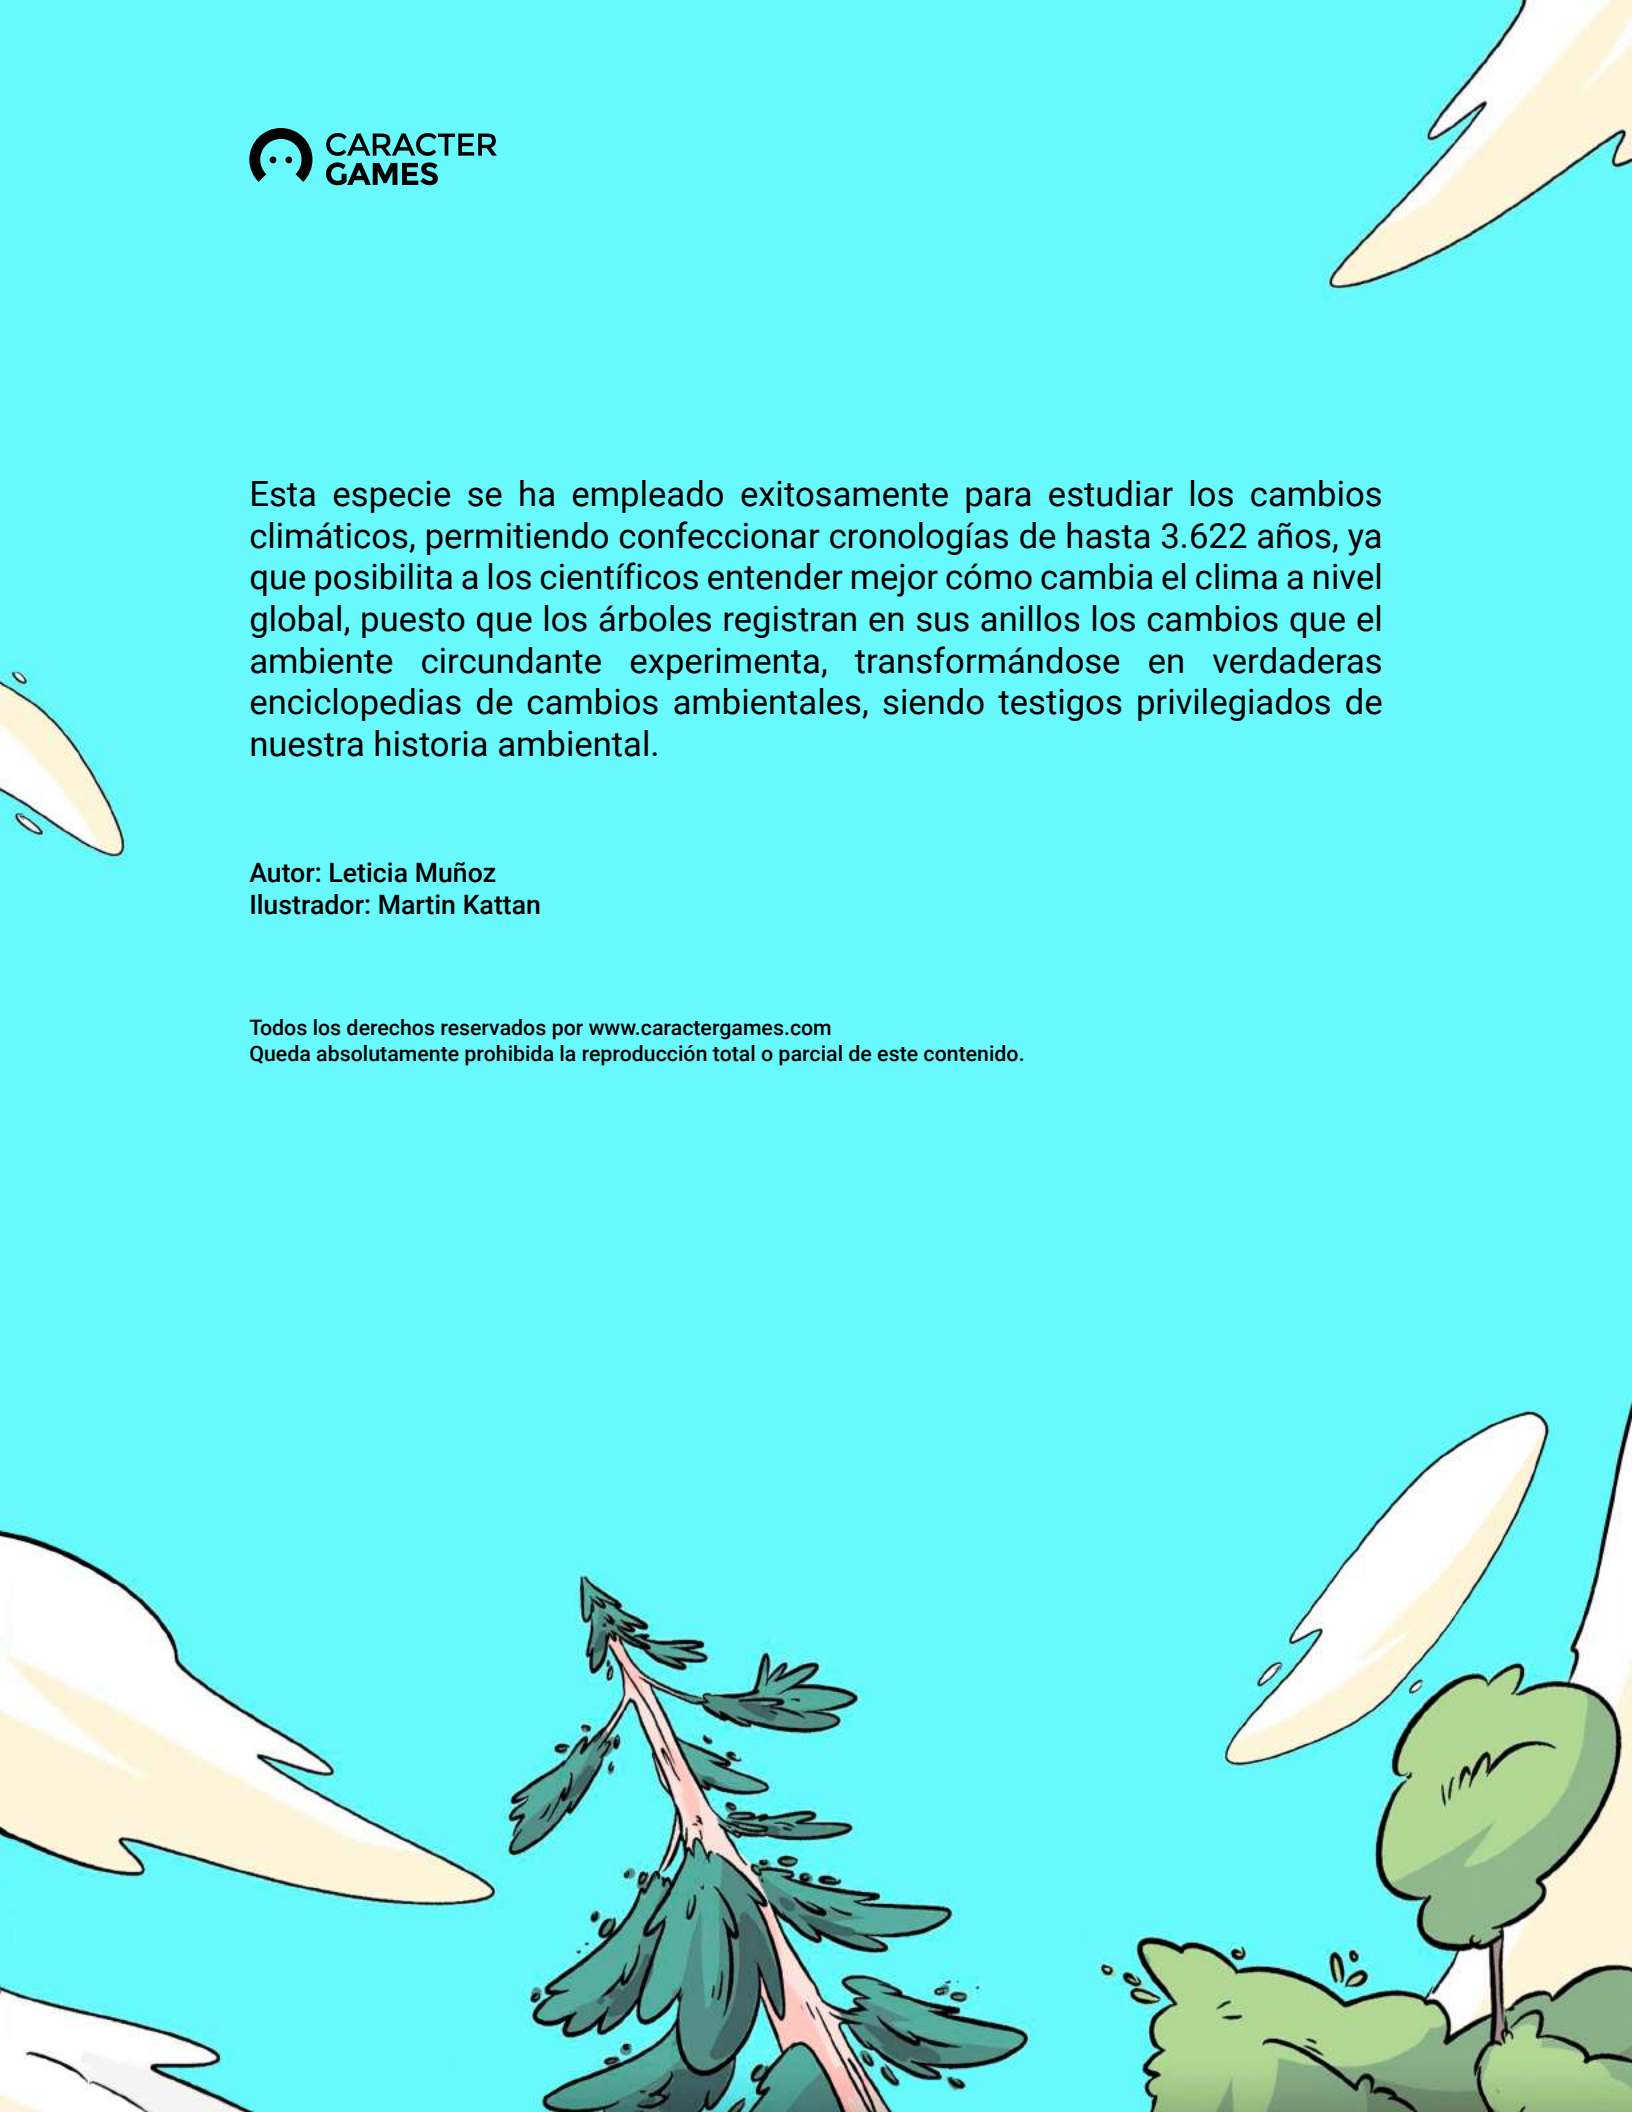 CARACTER
GAMES
Esta especie se ha empleado exitosamente para estudiar los cambios
climáticos, permitiendo confeccionar cronologías de hasta 3.622 años, ya
que posibilita a los científicos entender mejor cómo cambia el clima a nivel
global, puesto que los árboles registran en sus anillos los cambios que el
ambiente circundante experimenta, transformándose en verdaderas
enciclopedias de cambios ambientales, siendo testigos privilegiados de
nuestra historia ambiental.
Autor: Leticia Muñoz
Ilustrador: Martin Kattan
Todos los derechos reservados por www.caractergames.com
Queda absolutamente prohibida la reproducción total o parcial de este contenido.